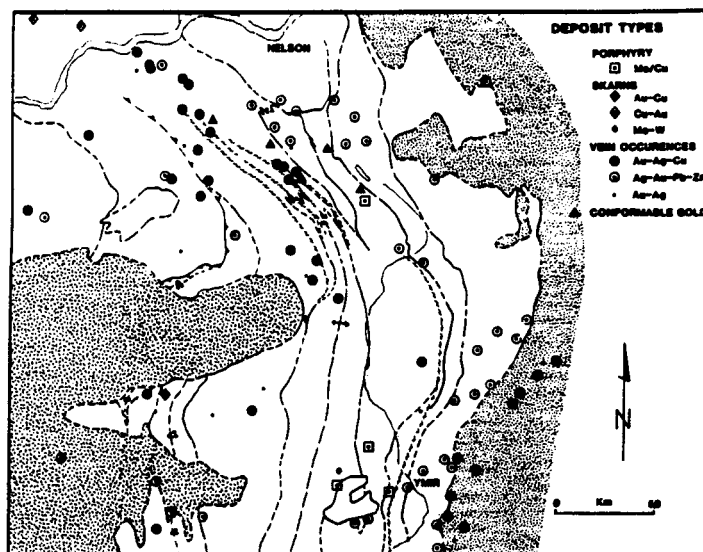 DEPOSIT TYPES
NELSON
PORPHYRY
Mo/Cu
SKARNS
Au-Cu
Cu-Au
Mo-W
VEIN OCCURENCES
Au-Ag-Cu
Ag-Au-Pb-Zn
Au-Ag
CONFORMABLE GOLD
N
YMIR
0 Km